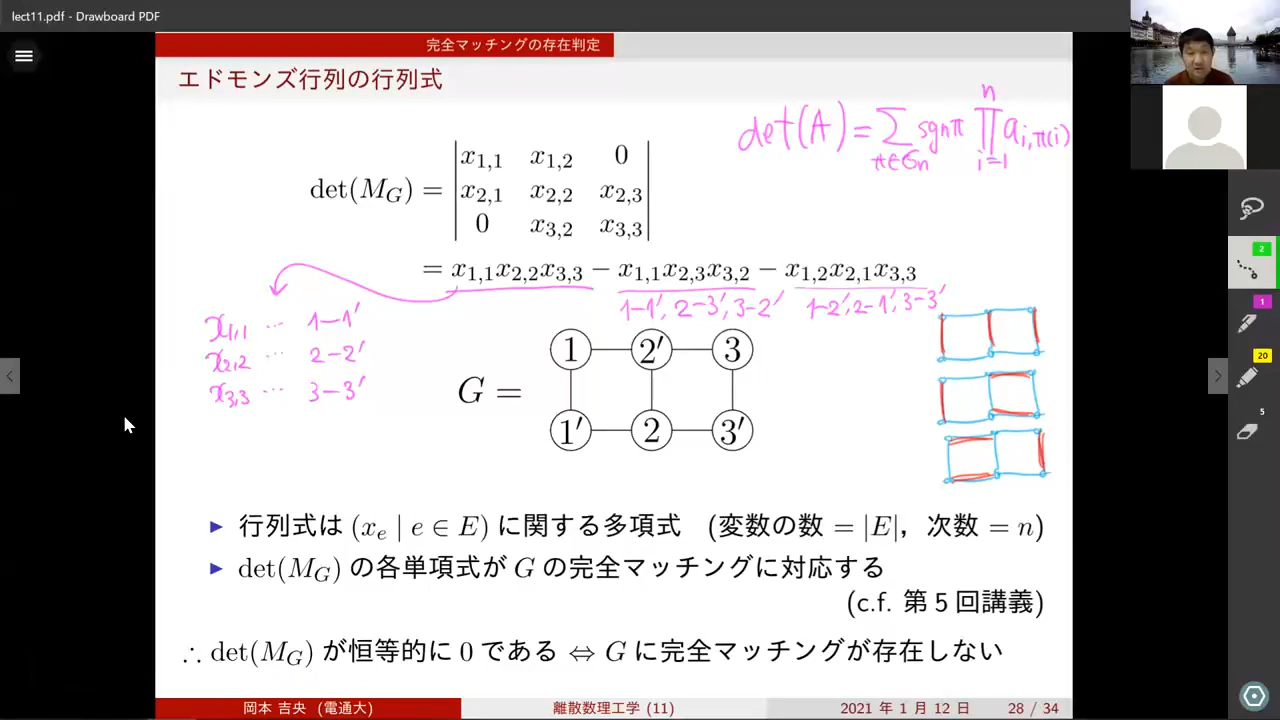 lect11.pdf - Drawboard PDF
完全マッチングの存在判定
エドモンズ行列の行列式
det(A) = Σ π∈𝔖n sgnπ ∏ i=1 n a i,π(i)
det(M_G) = | x_{1,1} x_{1,2} 0 |
| x_{2,1} x_{2,2} x_{2,3} |
| 0 x_{3,2} x_{3,3} |
= x_{1,1}x_{2,2}x_{3,3} − x_{1,1}x_{2,3}x_{3,2} − x_{1,2}x_{2,1}x_{3,3}
1−1′, 2−3′, 3−2′
1−2′, 2−1′, 3−3′
x_{1,1} … 1−1′
x_{2,2} … 2−2′
x_{3,3} … 3−3′
1 2′ 3
G =
1′ 2 3′
▶ 行列式は (x_e | e ∈ E) に関する多項式 (変数の数 = |E|, 次数 = n)
▶ det(M_G) の各単項式が G の完全マッチングに対応する
(c.f. 第 5 回講義)
∴ det(M_G) が恒等的に 0 である ⇔ G に完全マッチングが存在しない
岡本 吉央 (電通大) 離散数理工学 (11) 2021 年 1 月 12 日 28 / 34
2
1
20
5